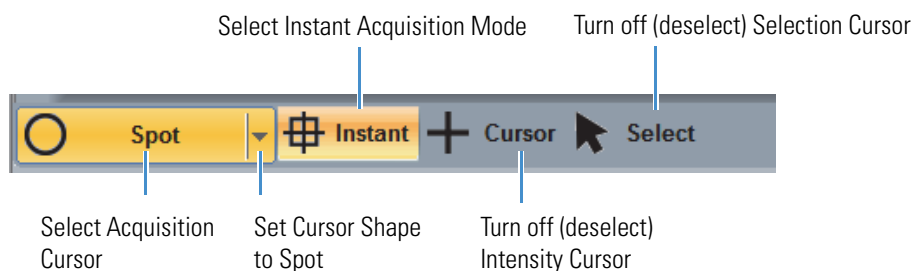 Select Instant Acquisition Mode
Turn off (deselect) Selection Cursor
Spot
Instant
Cursor
Select
Select Acquisition
Cursor
Set Cursor Shape
to Spot
Turn off (deselect)
Intensity Cursor